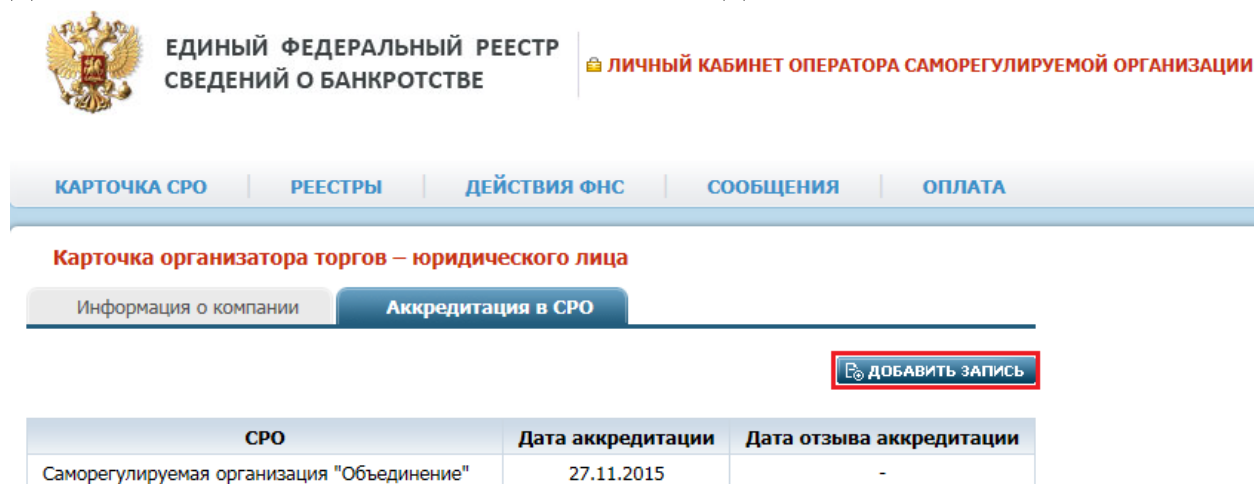 ЕДИНЫЙ ФЕДЕРАЛЬНЫЙ РЕЕСТР
СВЕДЕНИЙ О БАНКРОТСТВЕ
ЛИЧНЫЙ КАБИНЕТ ОПЕРАТОРА САМОРЕГУЛИРУЕМОЙ ОРГАНИЗАЦИИ
КАРТОЧКА СРО РЕЕСТРЫ ДЕЙСТВИЯ ФНС СООБЩЕНИЯ ОПЛАТА
Карточка организатора торгов – юридического лица
Информация о компании Аккредитация в СРО
ДОБАВИТЬ ЗАПИСЬ
СРО Дата аккредитации Дата отзыва аккредитации
Саморегулируемая организация "Объединение" 27.11.2015 -